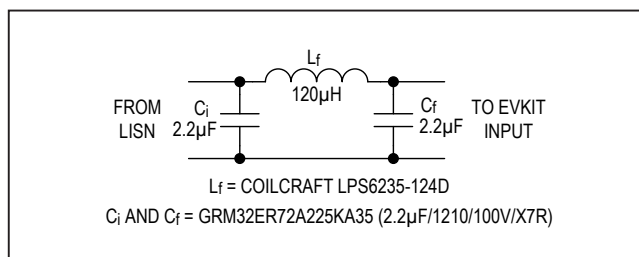 Lf
120µH
FROM
LISN
Ci
2.2µF
Cf
2.2µF
TO EVKIT
INPUT
Lf = COILCRAFT LPS6235-124D
Ci AND Cf = GRM32ER72A225KA35 (2.2µF/1210/100V/X7R)